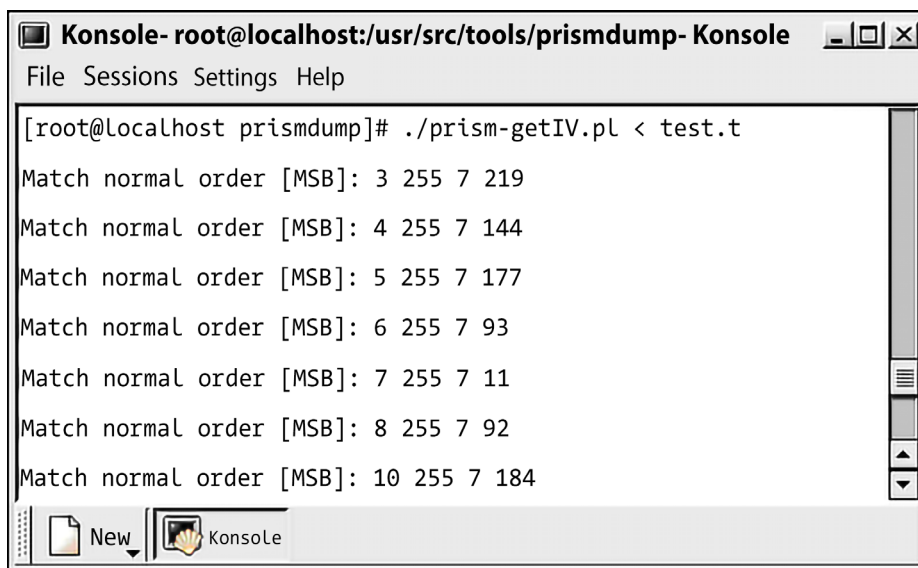 Konsole- root@localhost:/usr/src/tools/prismdump- Konsole
File Sessions Settings Help
[root@localhost prismdump]# ./prism-getIV.pl < test.t
Match normal order [MSB]: 3 255 7 219
Match normal order [MSB]: 4 255 7 144
Match normal order [MSB]: 5 255 7 177
Match normal order [MSB]: 6 255 7 93
Match normal order [MSB]: 7 255 7 11
Match normal order [MSB]: 8 255 7 92
Match normal order [MSB]: 10 255 7 184
New Konsole